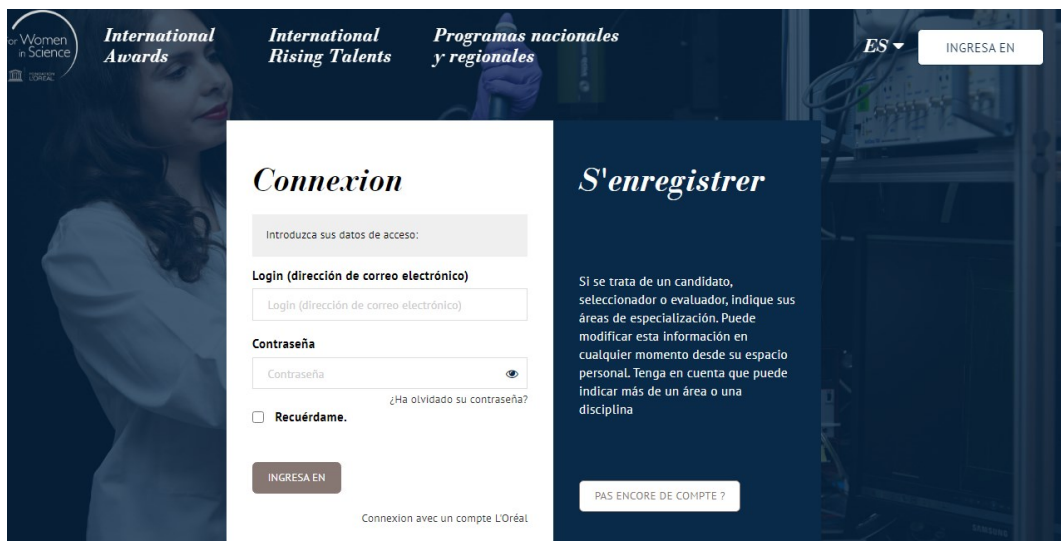 or Women
in Science
FONDATION
L'ORÉAL
International
Awards
International
Rising Talents
Programas nacionales
y regionales
ES
INGRESA EN
Connexion
Introduzca sus datos de acceso:
Login (dirección de correo electrónico)
Login (dirección de correo electrónico)
Contraseña
Contraseña
¿Ha olvidado su contraseña?
Recuérdame.
INGRESA EN
Connexion avec un compte L'Oréal
S'enregistrer
Si se trata de un candidato,
seleccionador o evaluador, indique sus
áreas de especialización. Puede
modificar esta información en
cualquier momento desde su espacio
personal. Tenga en cuenta que puede
indicar más de un área o una
disciplina
PAS ENCORE DE COMPTE ?
SAMSUNG